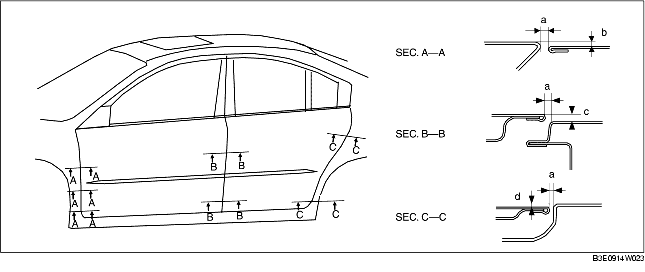 a
b
SEC. A—A
a
c
SEC. B—B
C C
B B
A A
a
A A
d
B B C C
SEC. C—C
A A
B3E0914W023